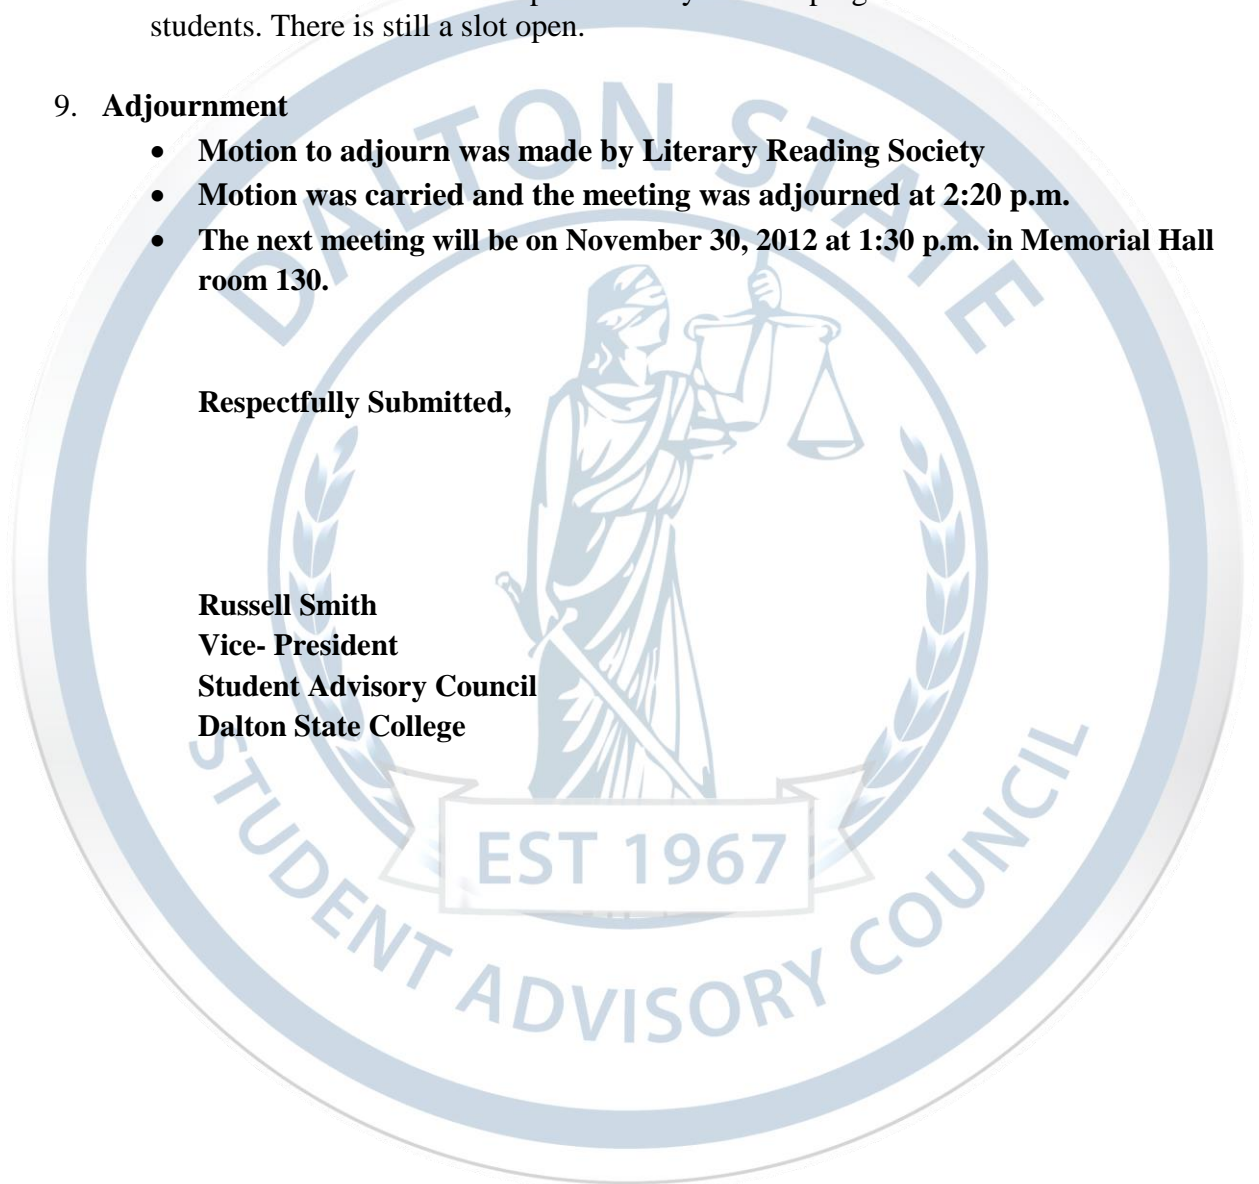 students. There is still a slot open.
9. Adjournment
• Motion to adjourn was made by Literary Reading Society
• Motion was carried and the meeting was adjourned at 2:20 p.m.
• The next meeting will be on November 30, 2012 at 1:30 p.m. in Memorial Hall
room 130.
Respectfully Submitted,
Russell Smith
Vice- President
Student Advisory Council
Dalton State College
DALTON STATE
EST 1967
STUDENT ADVISORY COUNCIL